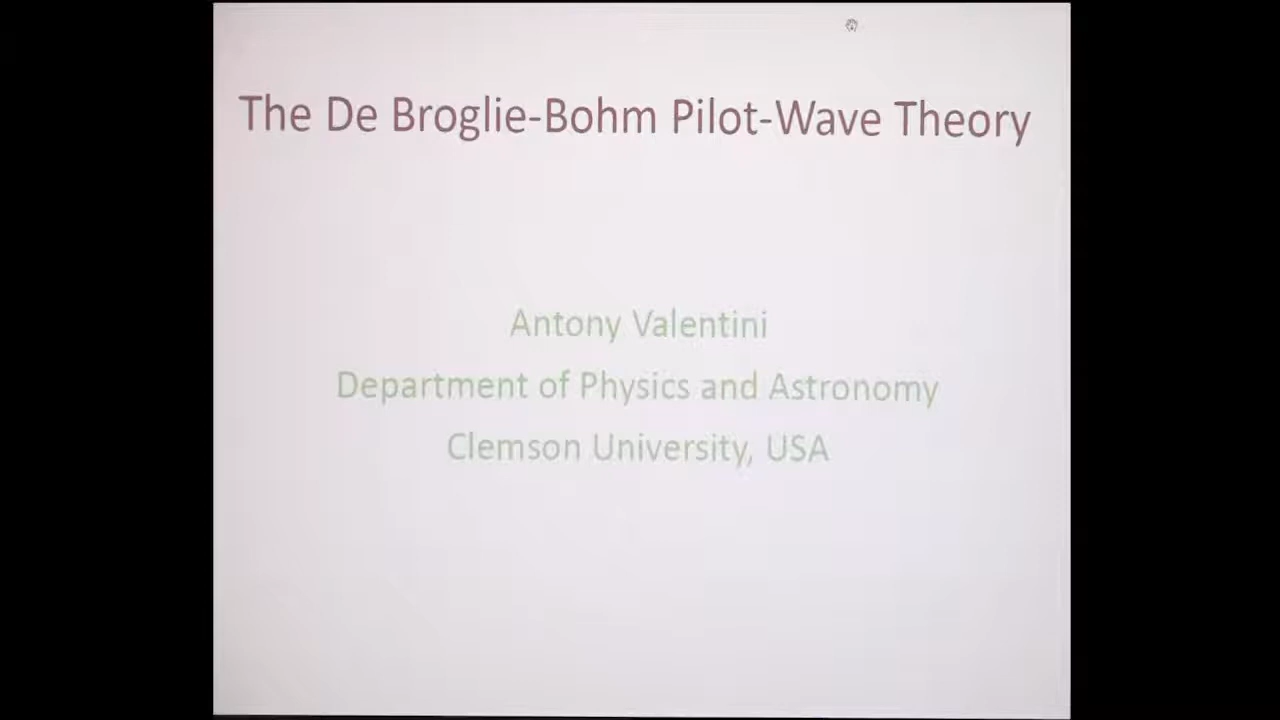 The De Broglie-Bohm Pilot-Wave Theory
Antony Valentini
Department of Physics and Astronomy
Clemson University, USA